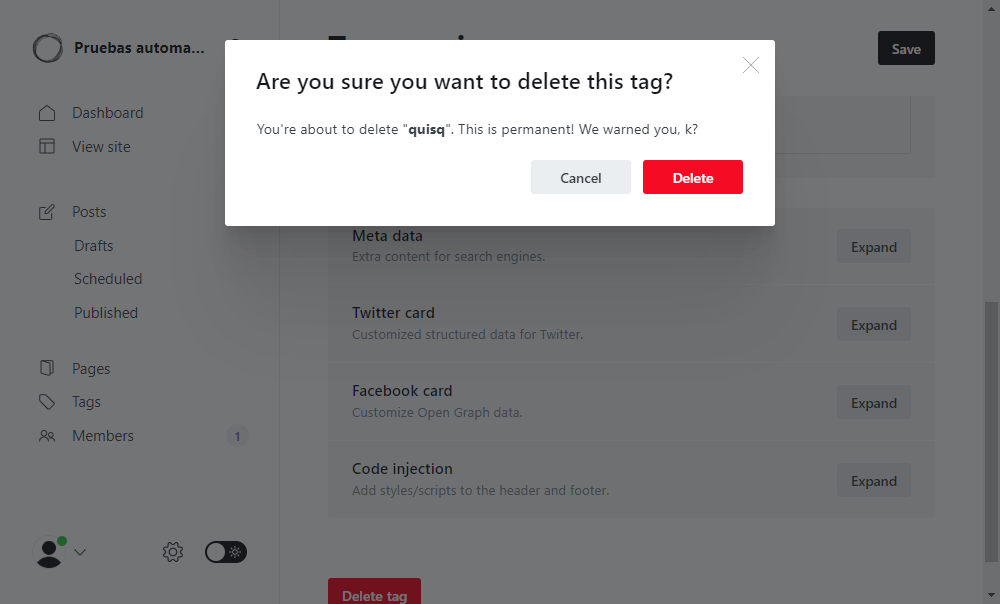 Pruebas automa...
Save
Are you sure you want to delete this tag?
You're about to delete "quisq". This is permanent! We warned you, k?
Cancel
Delete
Dashboard
View site
Posts
Drafts
Scheduled
Published
Pages
Tags
Members
1
Meta data
Extra content for search engines.
Expand
Twitter card
Customized structured data for Twitter.
Expand
Facebook card
Customize Open Graph data.
Expand
Code injection
Add styles/scripts to the header and footer.
Expand
Delete tag